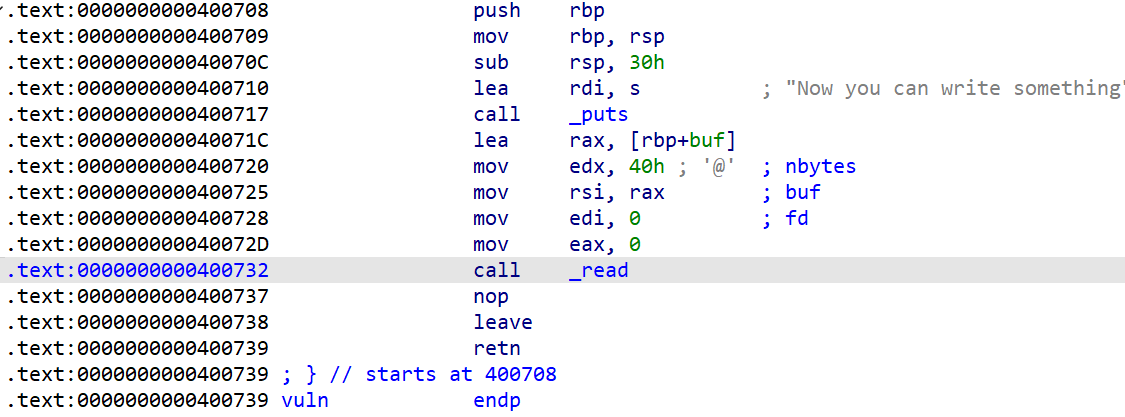 .text:0000000000400708 push rbp
.text:0000000000400709 mov rbp, rsp
.text:000000000040070C sub rsp, 30h
.text:0000000000400710 lea rdi, s ; "Now you can write something"
.text:0000000000400717 call _puts
.text:000000000040071C lea rax, [rbp+buf]
.text:0000000000400720 mov edx, 40h ; '@' ; nbytes
.text:0000000000400725 mov rsi, rax ; buf
.text:0000000000400728 mov edi, 0 ; fd
.text:000000000040072D mov eax, 0
.text:0000000000400732 call _read
.text:0000000000400737 nop
.text:0000000000400738 leave
.text:0000000000400739 retn
.text:0000000000400739 ; } // starts at 400708
.text:0000000000400739 vuln endp